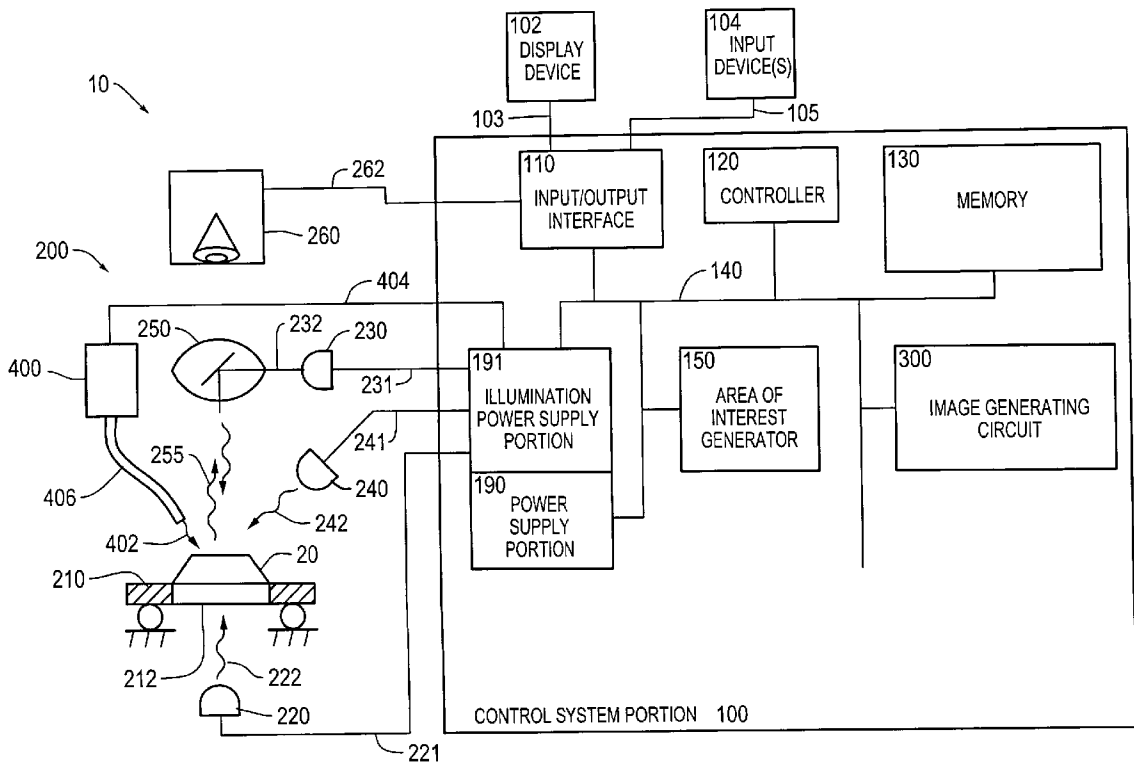 102
DISPLAY
DEVICE
104
INPUT
DEVICE(S)
10
103
105
262
260
110
INPUT/OUTPUT
INTERFACE
120
CONTROLLER
130
MEMORY
200
404
140
250
232
230
231
400
191
ILLUMINATION
POWER SUPPLY
PORTION
150
AREA OF
INTEREST
GENERATOR
300
IMAGE GENERATING
CIRCUIT
241
255
240
406
242
190
POWER
SUPPLY
PORTION
402
20
210
212
222
220
221
CONTROL SYSTEM PORTION 100